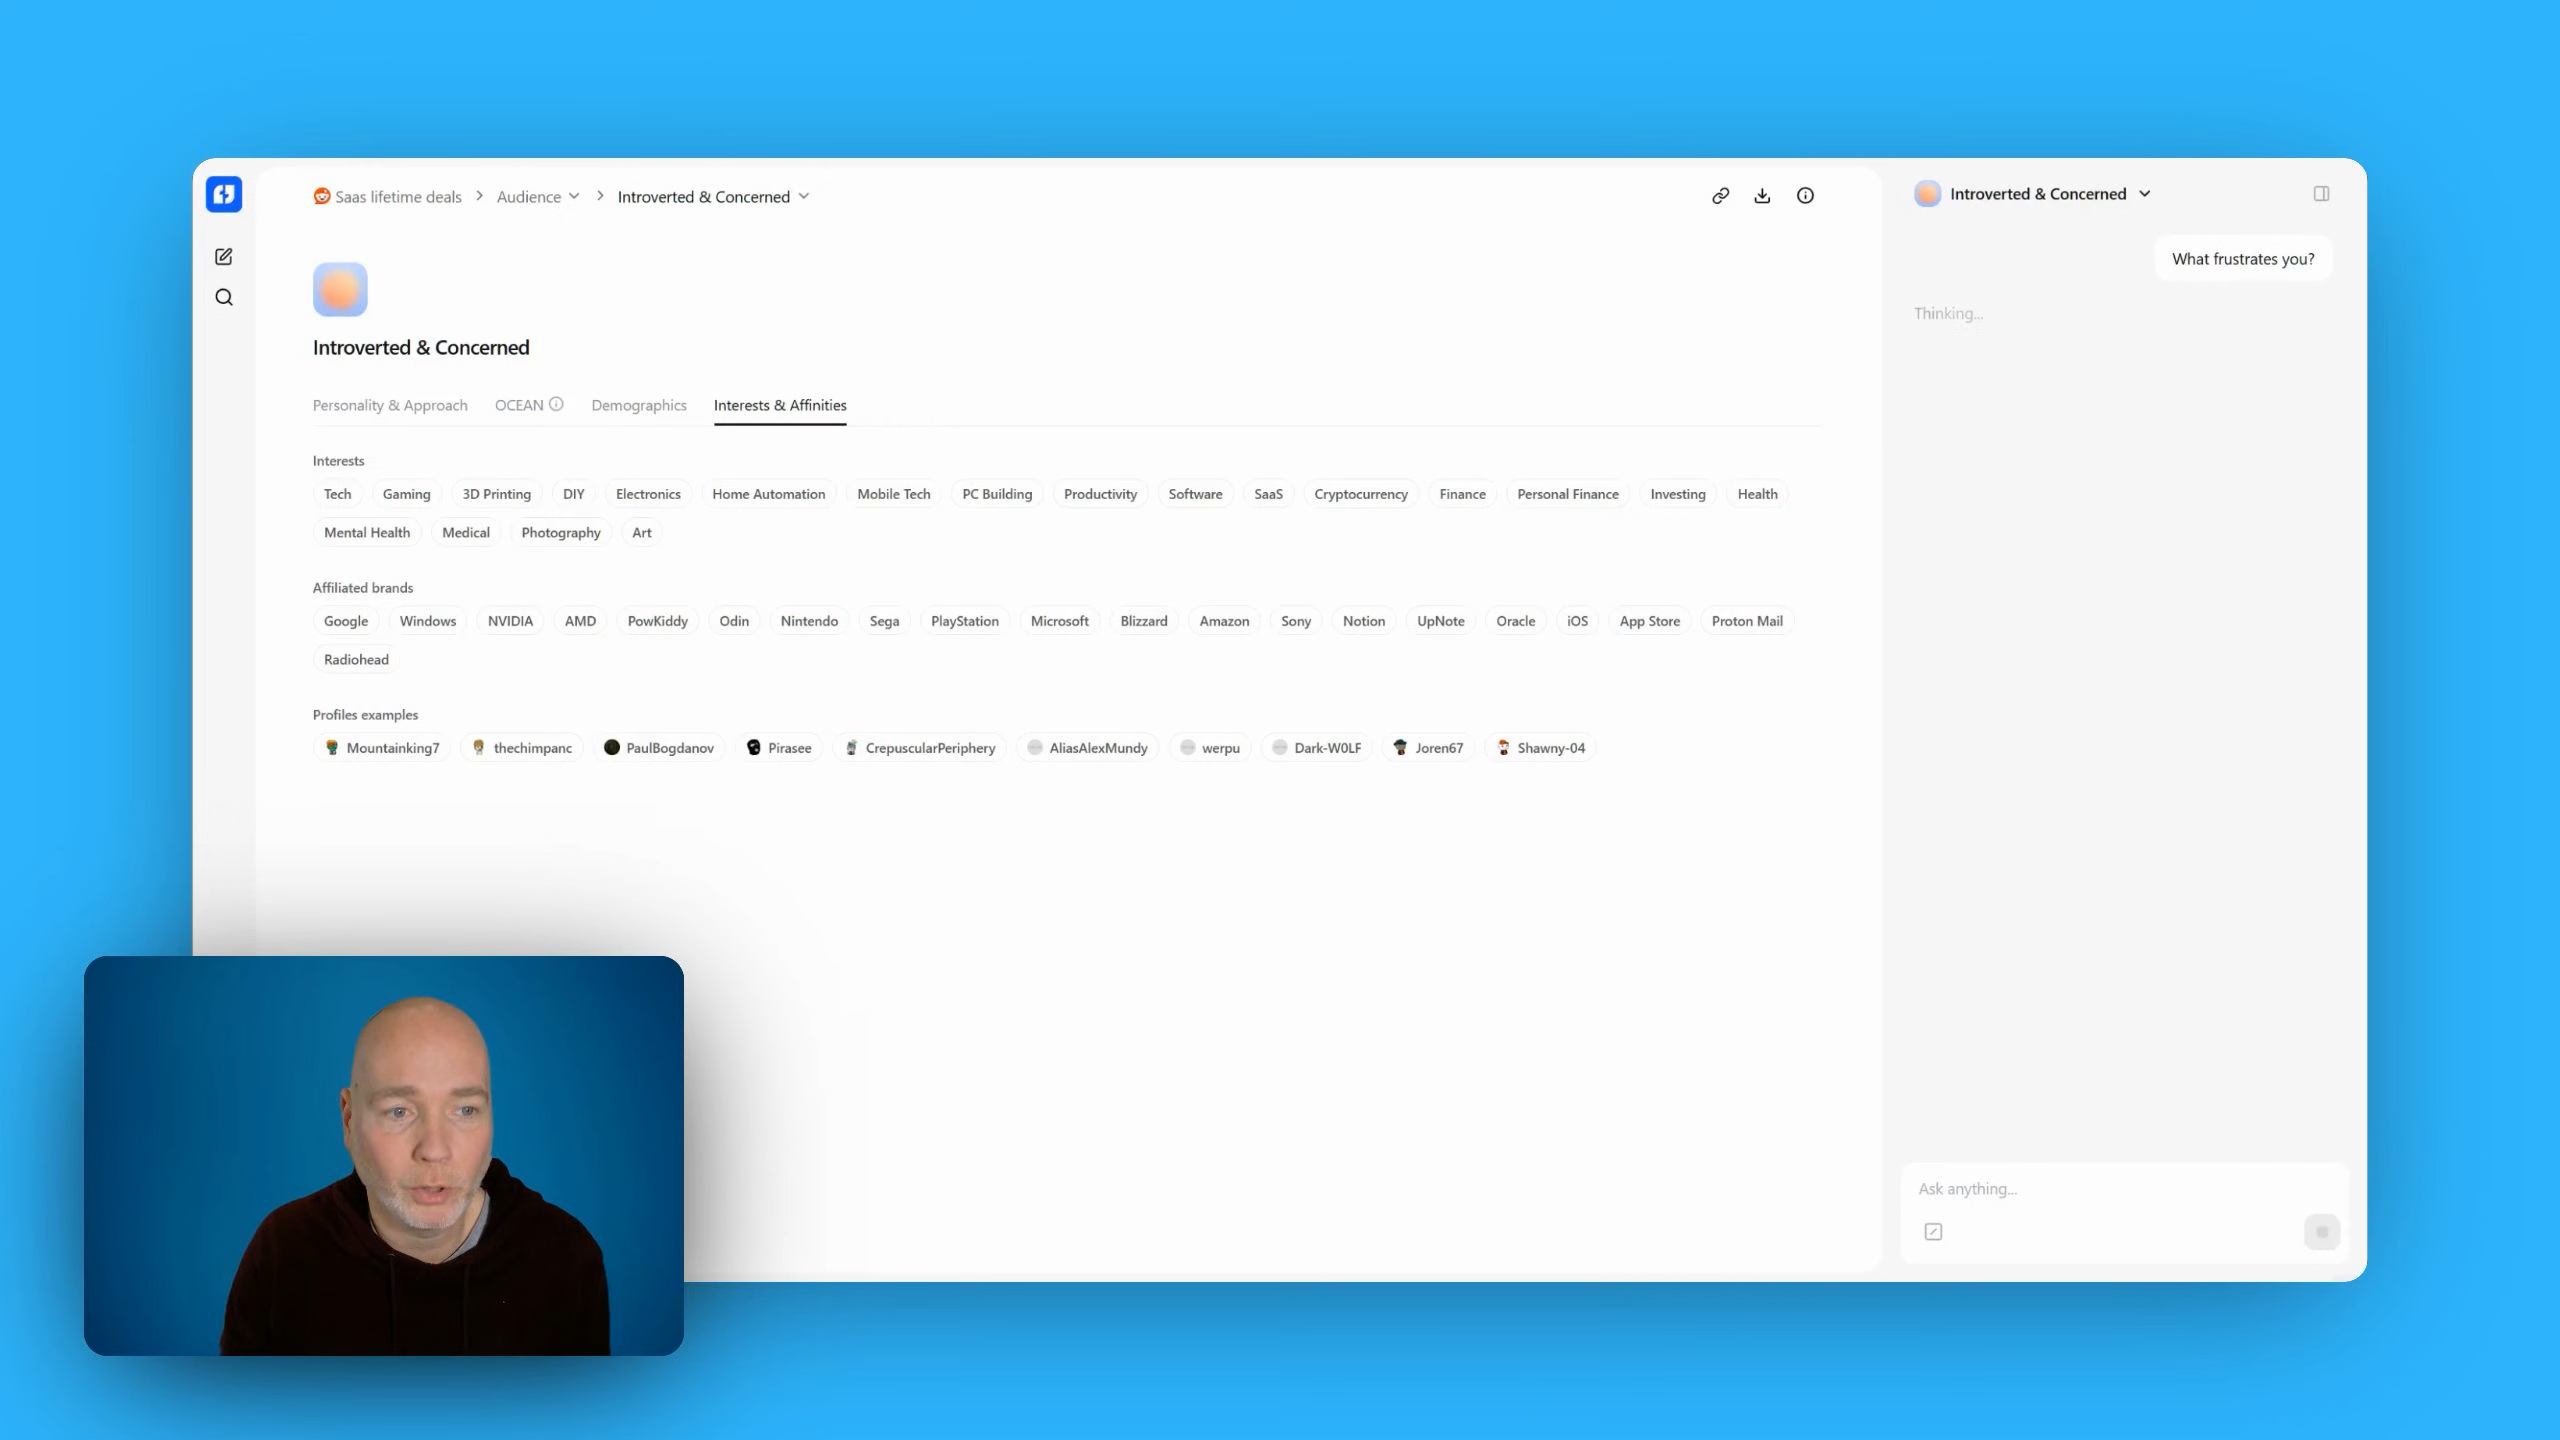 Saas lifetime deals > Audience > Introverted & Concerned
Introverted & Concerned
Personality & Approach OCEAN Demographics Interests & Affinities
Interests
Tech Gaming 3D Printing DIY Electronics Home Automation Mobile Tech PC Building Productivity Software SaaS Cryptocurrency Finance Personal Finance Investing Health
Mental Health Medical Photography Art
Affiliated brands
Google Windows NVIDIA AMD PowKiddy Odin Nintendo Sega PlayStation Microsoft Blizzard Amazon Sony Notion UpNote Oracle iOS App Store Proton Mail
Radiohead
Profiles examples
Mountainking7 thechimpanc PaulBogdanov Pirasee CrepuscularPeriphery AliasAlexMundy werpu Dark-W0LF Joren67 Shawny-04
Introverted & Concerned
What frustrates you?
Thinking...
Ask anything...